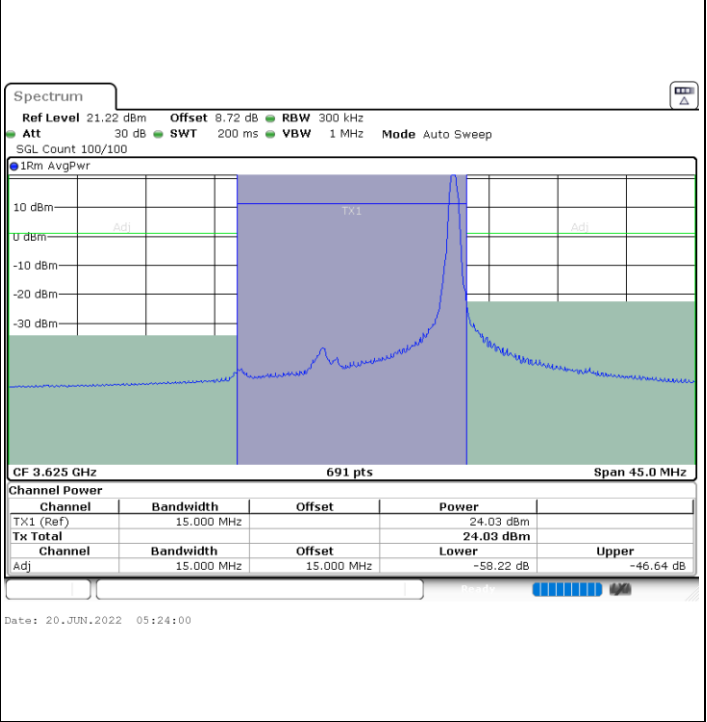 Spectrum
Ref Level 21.22 dBm Offset 8.72 dB RBW 300 kHz
Att 30 dB SWT 200 ms VBW 1 MHz Mode Auto Sweep
SGL Count 100/100
1Rm AvgPwr
10 dBm
TX1
Adj Adj
0 dBm
-10 dBm
-20 dBm
-30 dBm
CF 3.625 GHz 691 pts Span 45.0 MHz
Channel Power
Channel Bandwidth Offset Power
TX1 (Ref) 15.000 MHz 24.03 dBm
Tx Total 24.03 dBm
Channel Bandwidth Offset Lower Upper
Adj 15.000 MHz 15.000 MHz -58.22 dB -46.64 dB
Ready
Date: 20.JUN.2022 05:24:00